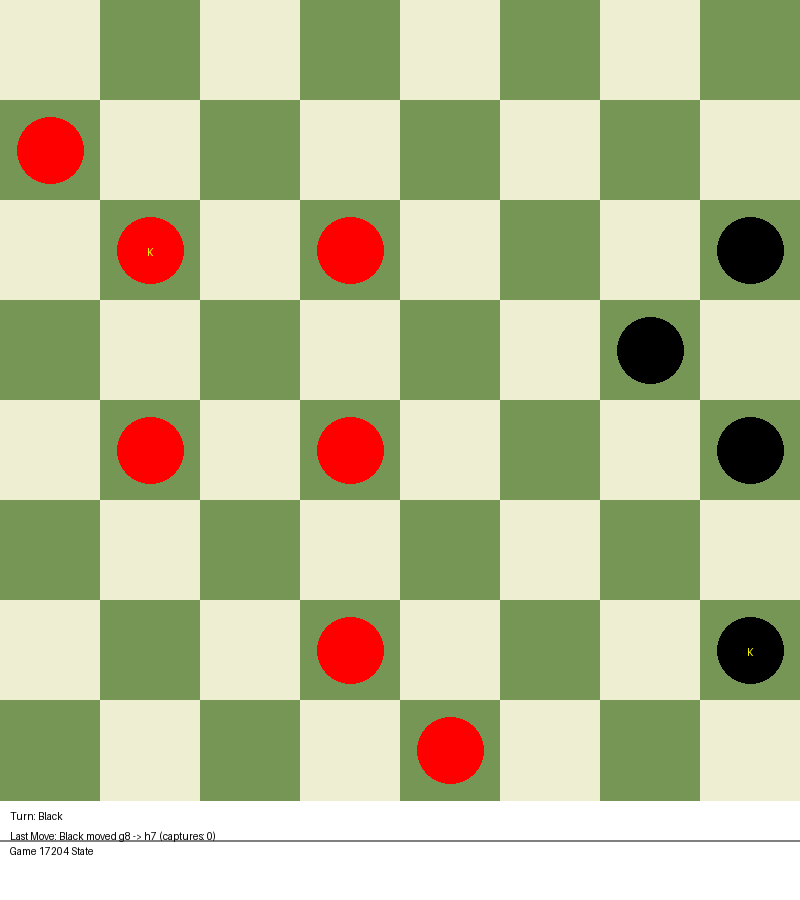 K
K
Turn: Black
Last Move: Black moved g8 -> h7 (captures: 0)
Game 17204 State